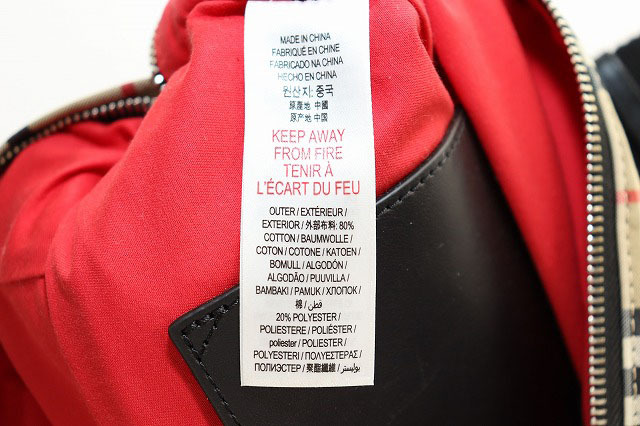 MADE IN CHINA
FABRIQUÉ EN CHINE
FABRICADO NA CHINA
HECHO EN CHINA
원산지: 중국
原產地 中國
原产地 中国
KEEP AWAY
FROM FIRE
TENIR À
L'ÉCART DU FEU
OUTER / EXTÉRIEUR /
EXTERIOR / 外部布料: 80%
COTTON / BAUMWOLLE /
COTON / COTONE / KATOEN /
BOMULL / ALGODÓN /
ALGODÃO / PUUVILLA /
BAMBAKI / PAMUK / ХЛОПОК /
棉 / قطن /
20% POLYESTER /
POLIESTERE / POLIÉSTER /
poliester / POLIESTER /
POLYESTERI / ΠΟΛΥΕΣΤΕΡΑΣ /
ПОЛИЭСТЕР / 聚酯纖維 / بوليستر